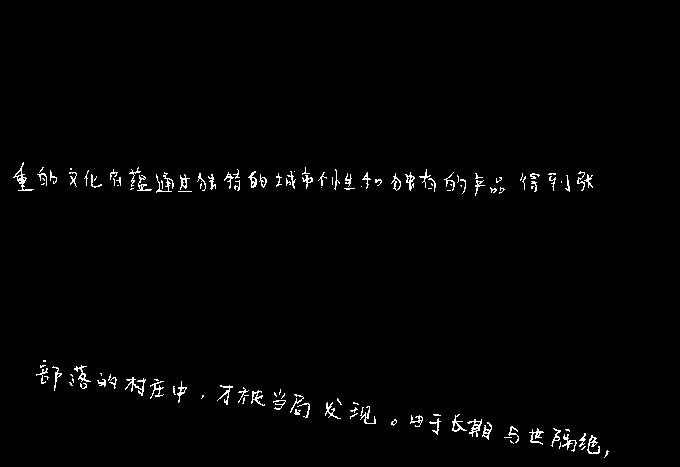 重的文化底蕴通过独特的城市个性和独有的产品得到张
部落的村庄中，才被当局发现。由于长期与世隔绝，